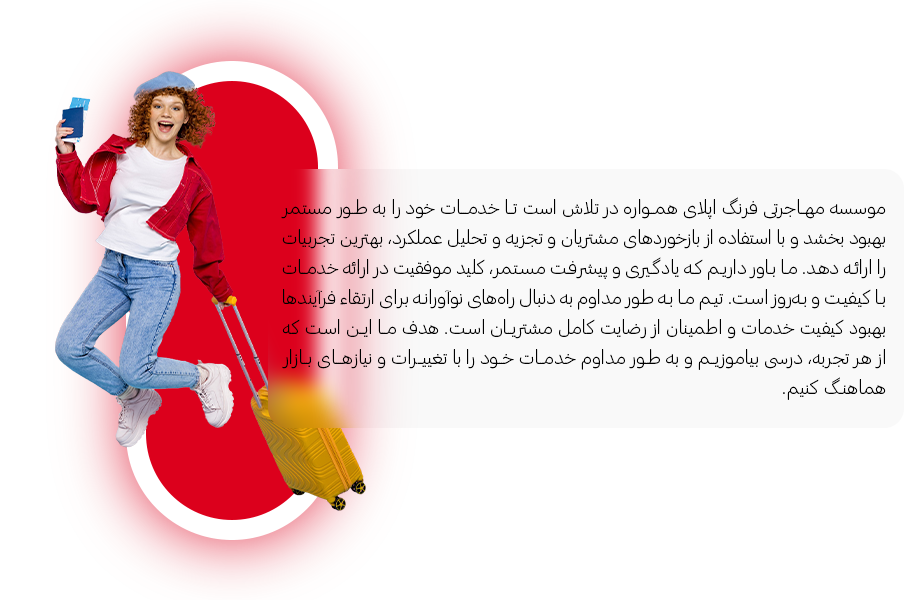 موسسه مهاجرتی فرنگ اپلای همواره در تلاش است تا خدمات خود را به طور مستمر
بهبود بخشد و با استفاده از بازخوردهای مشتریان و تجزیه و تحلیل عملکرد، بهترین تجربیات
را ارائه دهد. ما باور داریم که یادگیری و پیشرفت مستمر، کلید موفقیت در ارائه خدمات
با کیفیت و به‌روز است. تیم ما به طور مداوم به دنبال راه‌های نوآورانه برای ارتقاء فرآیندها
بهبود کیفیت خدمات و اطمینان از رضایت کامل مشتریان است. هدف ما این است که
از هر تجربه، درسی بیاموزیم و به طور مداوم خدمات خود را با تغییرات و نیازهای بازار
هماهنگ کنیم.